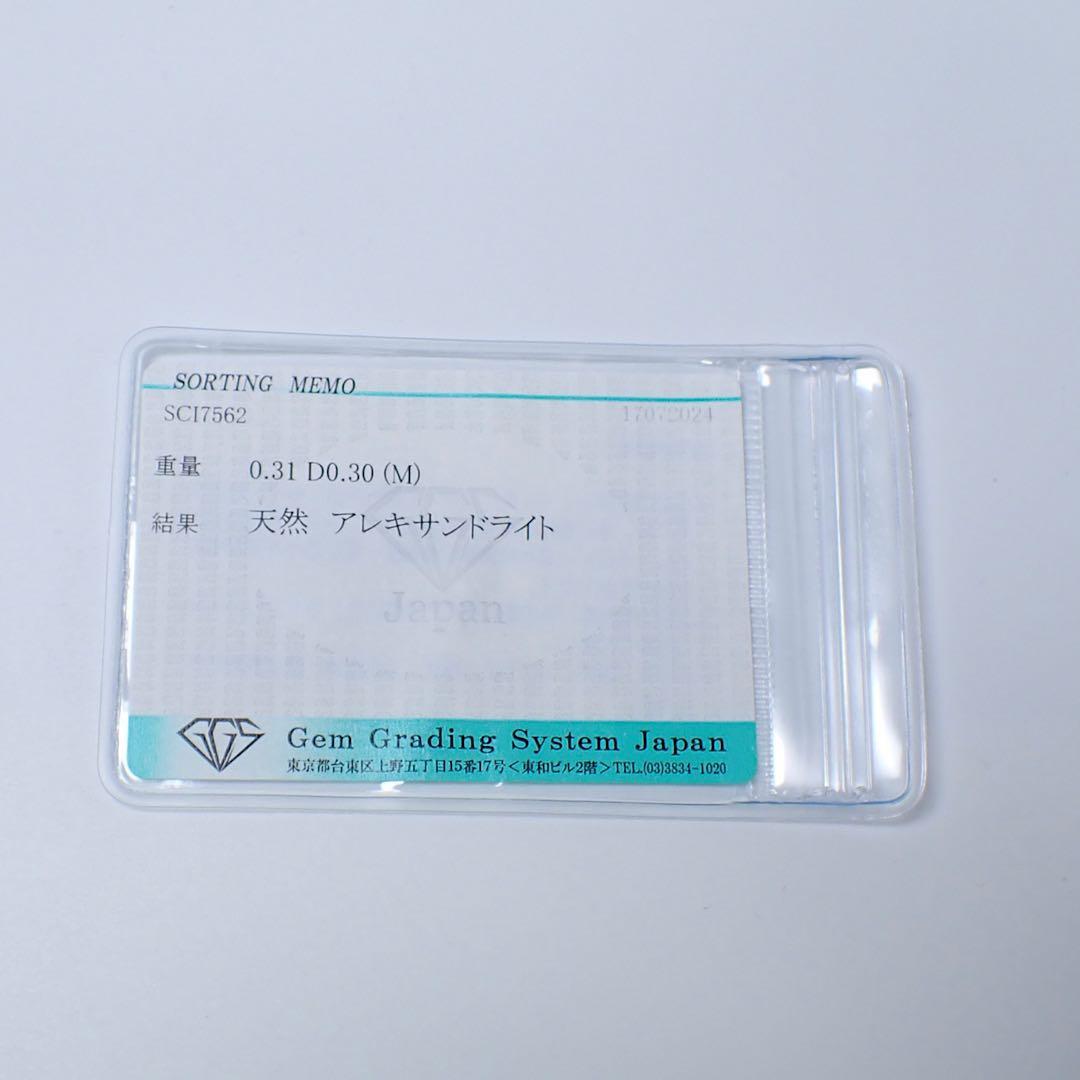 SORTING MEMO
SCI7562 17072024
重量 0.31 D0.30 (M)
結果 天然 アレキサンドライト
Japan
GGS Gem Grading System Japan
東京都台東区上野五丁目15番17号<東和ビル2階>TEL.(03)3834-1020